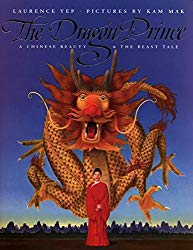 LAURENCE YEP · PICTURES BY KAM MAK
The Dragon Prince
A CHINESE BEAUTY & THE BEAST TALE